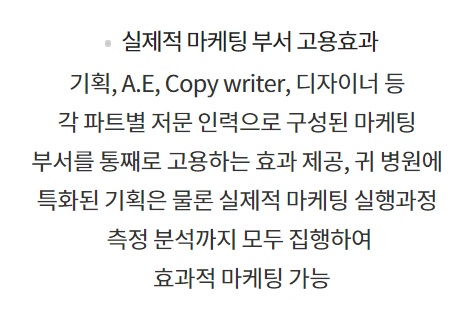 실제적 마케팅 부서 고용효과
기획, A.E, Copy writer, 디자이너 등
각 파트별 저문 인력으로 구성된 마케팅
부서를 통째로 고용하는 효과 제공, 귀 병원에
특화된 기획은 물론 실제적 마케팅 실행과정
측정 분석까지 모두 집행하여
효과적 마케팅 가능